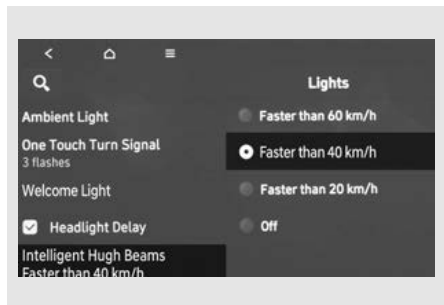 Lights
Ambient Light
One Touch Turn Signal
3 flashes
Welcome Light
Headlight Delay
Intelligent Hugh Beams
Faster than 40 km/h
Faster than 60 km/h
Faster than 40 km/h
Faster than 20 km/h
Off